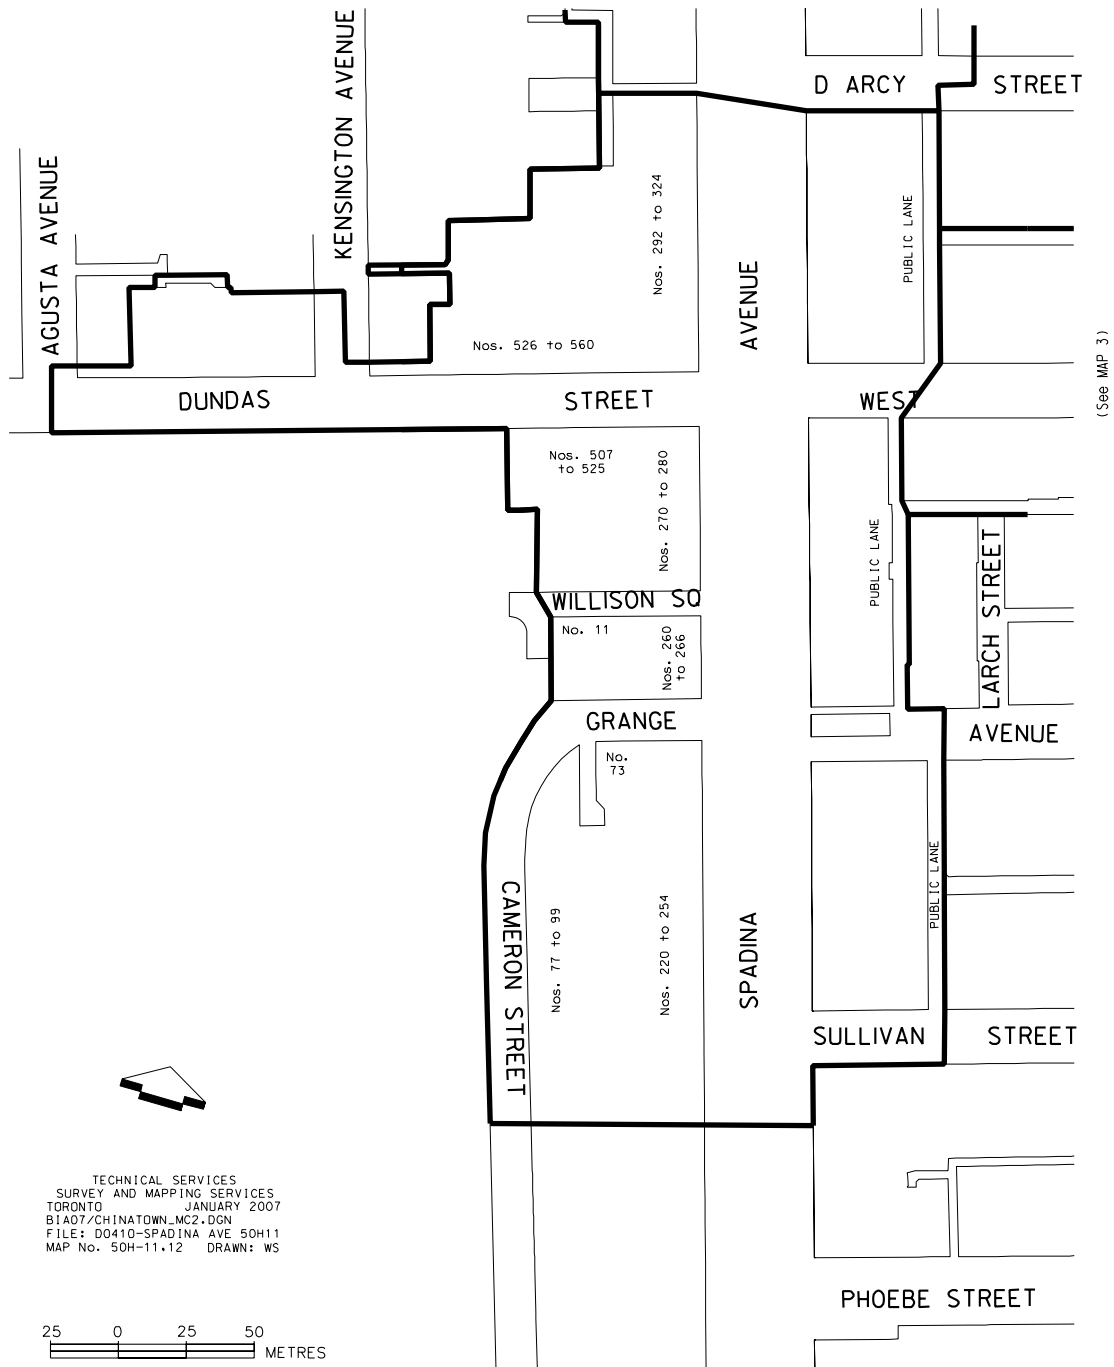 KENSINGTON AVENUE
D ARCY STREET
AGUSTA AVENUE
Nos. 292 to 324
PUBLIC LANE
AVENUE
(See MAP 3)
Nos. 526 to 560
DUNDAS STREET WEST
Nos. 507
to 525
Nos. 270 to 280
PUBLIC LANE
LARCH STREET
WILLISON SQ
No. 11
Nos. 260
to 266
GRANGE AVENUE
No.
73
PUBLIC LANE
CAMERON STREET
Nos. 77 to 99
Nos. 220 to 254
SPADINA
SULLIVAN STREET
TECHNICAL SERVICES
SURVEY AND MAPPING SERVICES
TORONTO JANUARY 2007
BIA07/CHINATOWN_MC2.DGN
FILE: D0410-SPADINA AVE 50H11
MAP No. 50H-11,12 DRAWN: WS
PHOEBE STREET
25 0 25 50
METRES